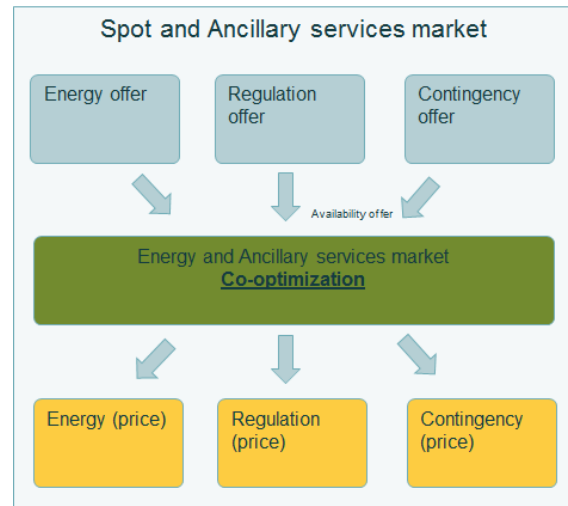 Spot and Ancillary services market
Energy offer
Regulation
offer
Contingency
offer
Availability offer
Energy and Ancillary services market
Co-optimization
Energy (price)
Regulation
(price)
Contingency
(price)